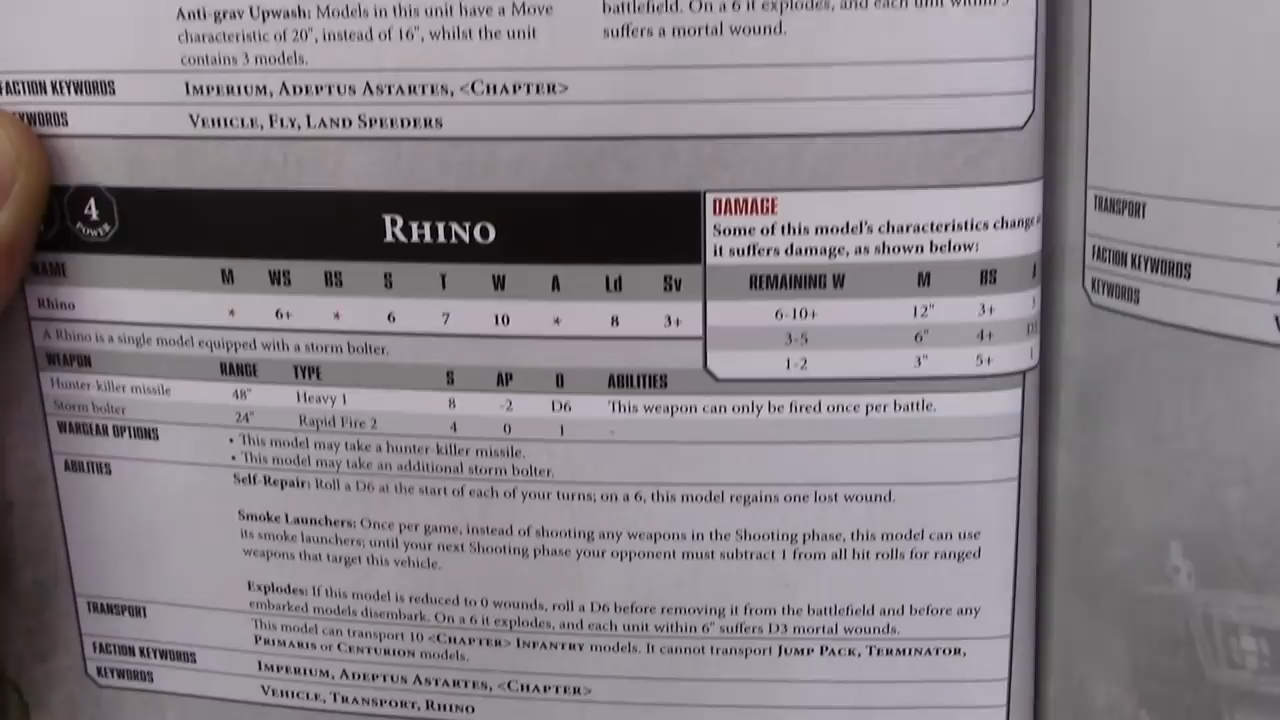 Anti-grav Upwash: Models in this unit have a Move
characteristic of 20", instead of 16", whilst the unit
contains 3 models.
battlefield. On a 6 it explodes, and each unit within
suffers a mortal wound.
FACTION KEYWORDS IMPERIUM, ADEPTUS ASTARTES, <CHAPTER>
VEHICLE, FLY, LAND SPEEDERS
4
POWER
RHINO
NAME M WS BS S T W A Ld Sv
Rhino * 6+ * 6 7 10 * 8 3+
A Rhino is a single model equipped with a storm bolter.
DAMAGE
Some of this model's characteristics change
it suffers damage, as shown below:
REMAINING W M BS
6-10+ 12" 3+
3-5 6" 4+
1-2 3" 5+
WEAPON RANGE TYPE S AP D ABILITIES
Hunter-killer missile 48" Heavy 1 8 -2 D6 This weapon can only be fired once per battle.
Storm bolter 24" Rapid Fire 2 4 0 1 -
WARGEAR OPTIONS • This model may take a hunter-killer missile.
• This model may take an additional storm bolter.
ABILITIES Self-Repair: Roll a D6 at the start of each of your turns; on a 6, this model regains one lost wound.
Smoke Launchers: Once per game, instead of shooting any weapons in the Shooting phase, this model can use
its smoke launchers; until your next Shooting phase your opponent must subtract 1 from all hit rolls for ranged
weapons that target this vehicle.
Explodes: If this model is reduced to 0 wounds, roll a D6 before removing it from the battlefield and before any
embarked models disembark. On a 6 it explodes, and each unit within 6" suffers D3 mortal wounds.
TRANSPORT This model can transport 10 <CHAPTER> INFANTRY models. It cannot transport JUMP PACK, TERMINATOR,
PRIMARIS or CENTURION models.
FACTION KEYWORDS IMPERIUM, ADEPTUS ASTARTES, <CHAPTER>
KEYWORDS VEHICLE, TRANSPORT, RHINO
TRANSPORT
FACTION KEYWORDS
KEYWORDS